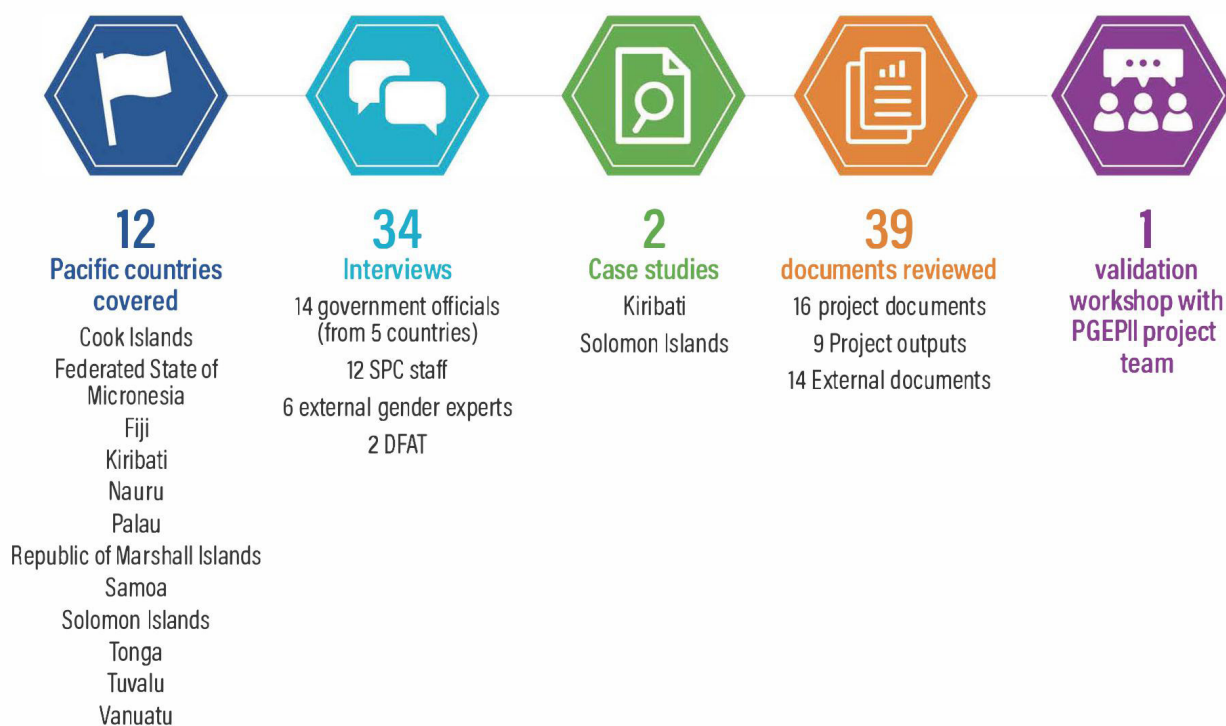 12
Pacific countries
covered
Cook Islands
Federated State of
Micronesia
Fiji
Kiribati
Nauru
Palau
Republic of Marshall Islands
Samoa
Solomon Islands
Tonga
Tuvalu
Vanuatu
34
Interviews
14 government officials
(from 5 countries)
12 SPC staff
6 external gender experts
2 DFAT
2
Case studies
Kiribati
Solomon Islands
39
documents reviewed
16 project documents
9 Project outputs
14 External documents
1
validation
workshop with
PGEPII project
team